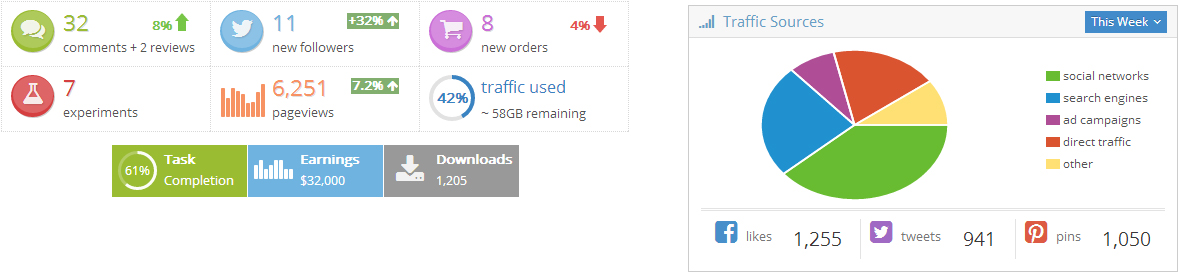 32 8%
comments + 2 reviews
11 +32%
new followers
8 4%
new orders
7
experiments
6,251 7.2%
pageviews
42% traffic used
~ 58GB remaining
61% Task
Completion
Earnings
$32,000
Downloads
1,205
Traffic Sources This Week
social networks
search engines
ad campaigns
direct traffic
other
likes 1,255 tweets 941 pins 1,050